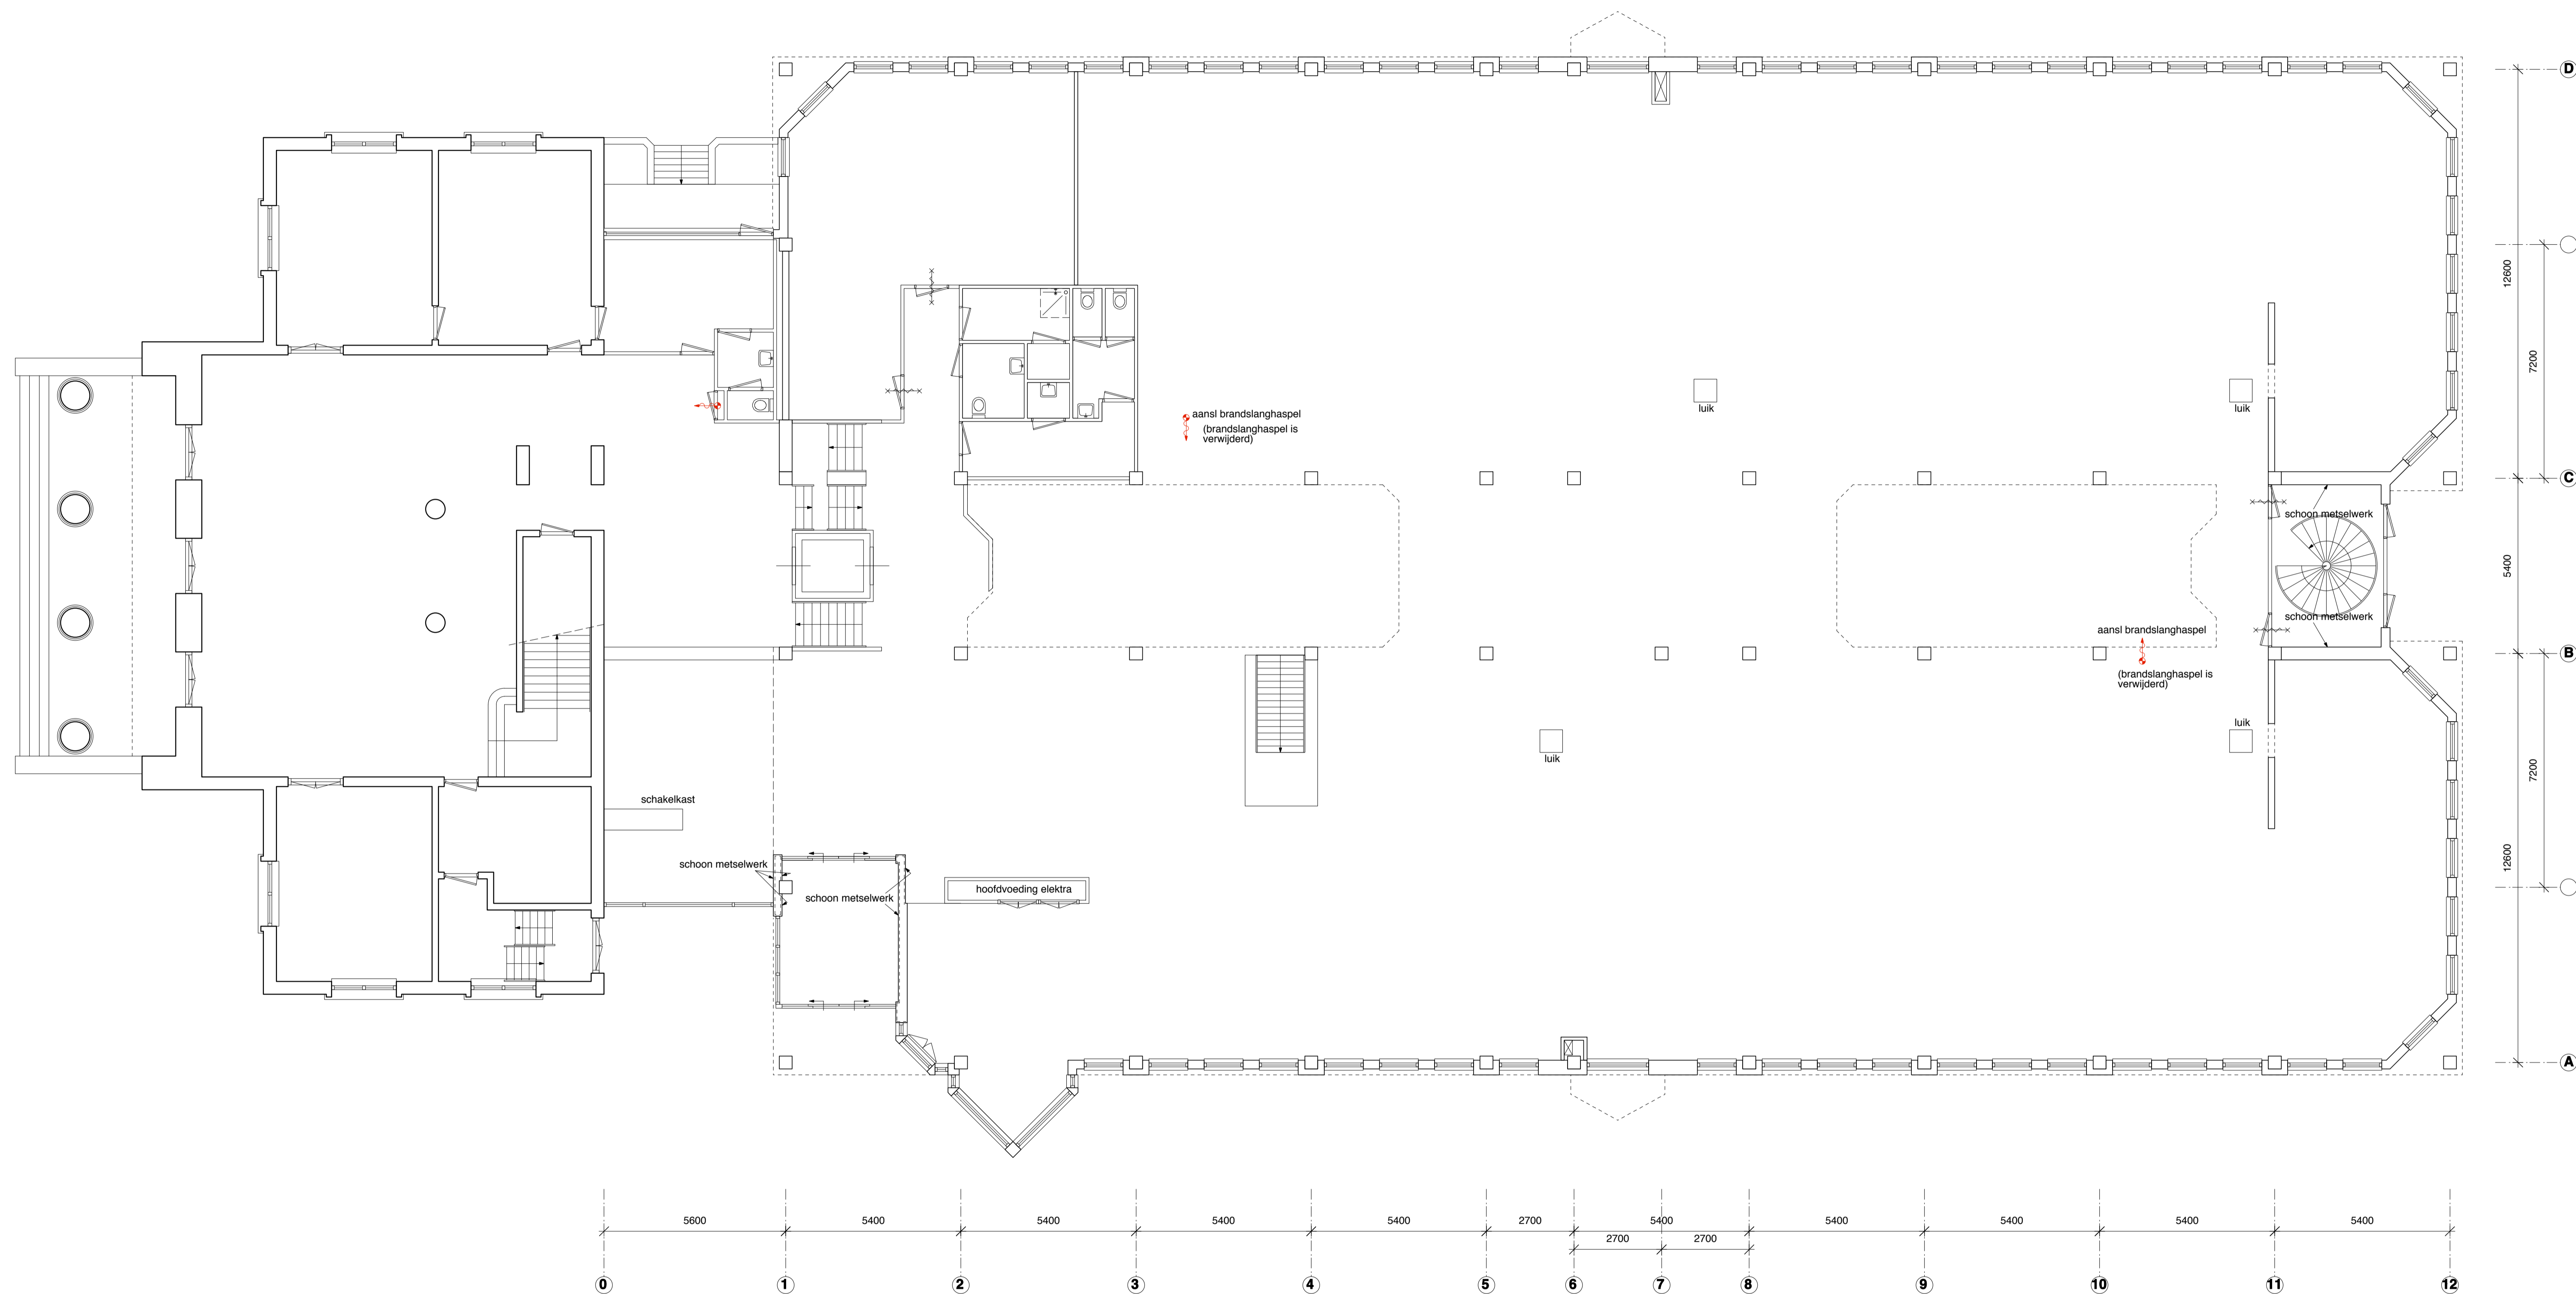 D
12600
7200
aansl brandslanghaspel
(brandslanghaspel is
verwijderd)
luik
luik
C
schoon metselwerk
5400
schoon metselwerk
aansl brandslanghaspel
B
(brandslanghaspel is
verwijderd)
luik
luik
7200
schakelkast
12600
schoon metselwerk
hoofdvoeding elektra
schoon metselwerk
A
5600
5400
5400
5400
5400
2700
5400
5400
5400
5400
5400
2700
2700
0
1
2
3
4
5
6
7
8
9
10
11
12